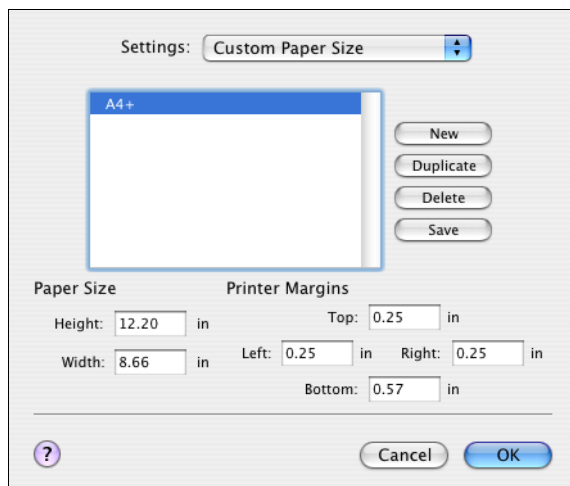 Settings: Custom Paper Size
A4+
New
Duplicate
Delete
Save
Paper Size
Printer Margins
Height: 12.20 in
Top: 0.25 in
Width: 8.66 in
Left: 0.25 in Right: 0.25 in
Bottom: 0.57 in
?
Cancel OK